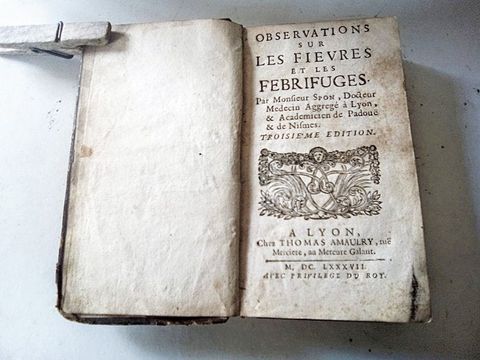 OBSERVATIONS
SUR
LES FIEVRES
ET LES
FEBRIFUGES.
Par Monsieur SPON, Docteur
Medecin Aggregé à Lyon,
& Academicien de Padoüe
& de Nismes.
TROISIEME EDITION.
A LYON,
Chez THOMAS AMAULRY, ruë
Merciere, au Mercure Galant.
M. DC. LXXXVII.
AVEC PRIVILEGE DU ROY.